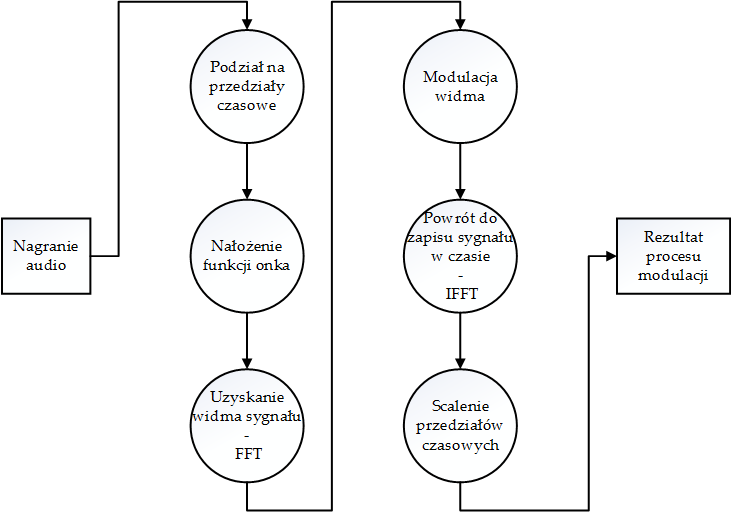 Nagranie
audio
Podział na
przedziały
czasowe
Nałożenie
funkcji onka
Uzyskanie
widma sygnału
-
FFT
Modulacja
widma
Powrót do
zapisu sygnału
w czasie
-
IFFT
Scalenie
przedziałów
czasowych
Rezultat
procesu
modulacji